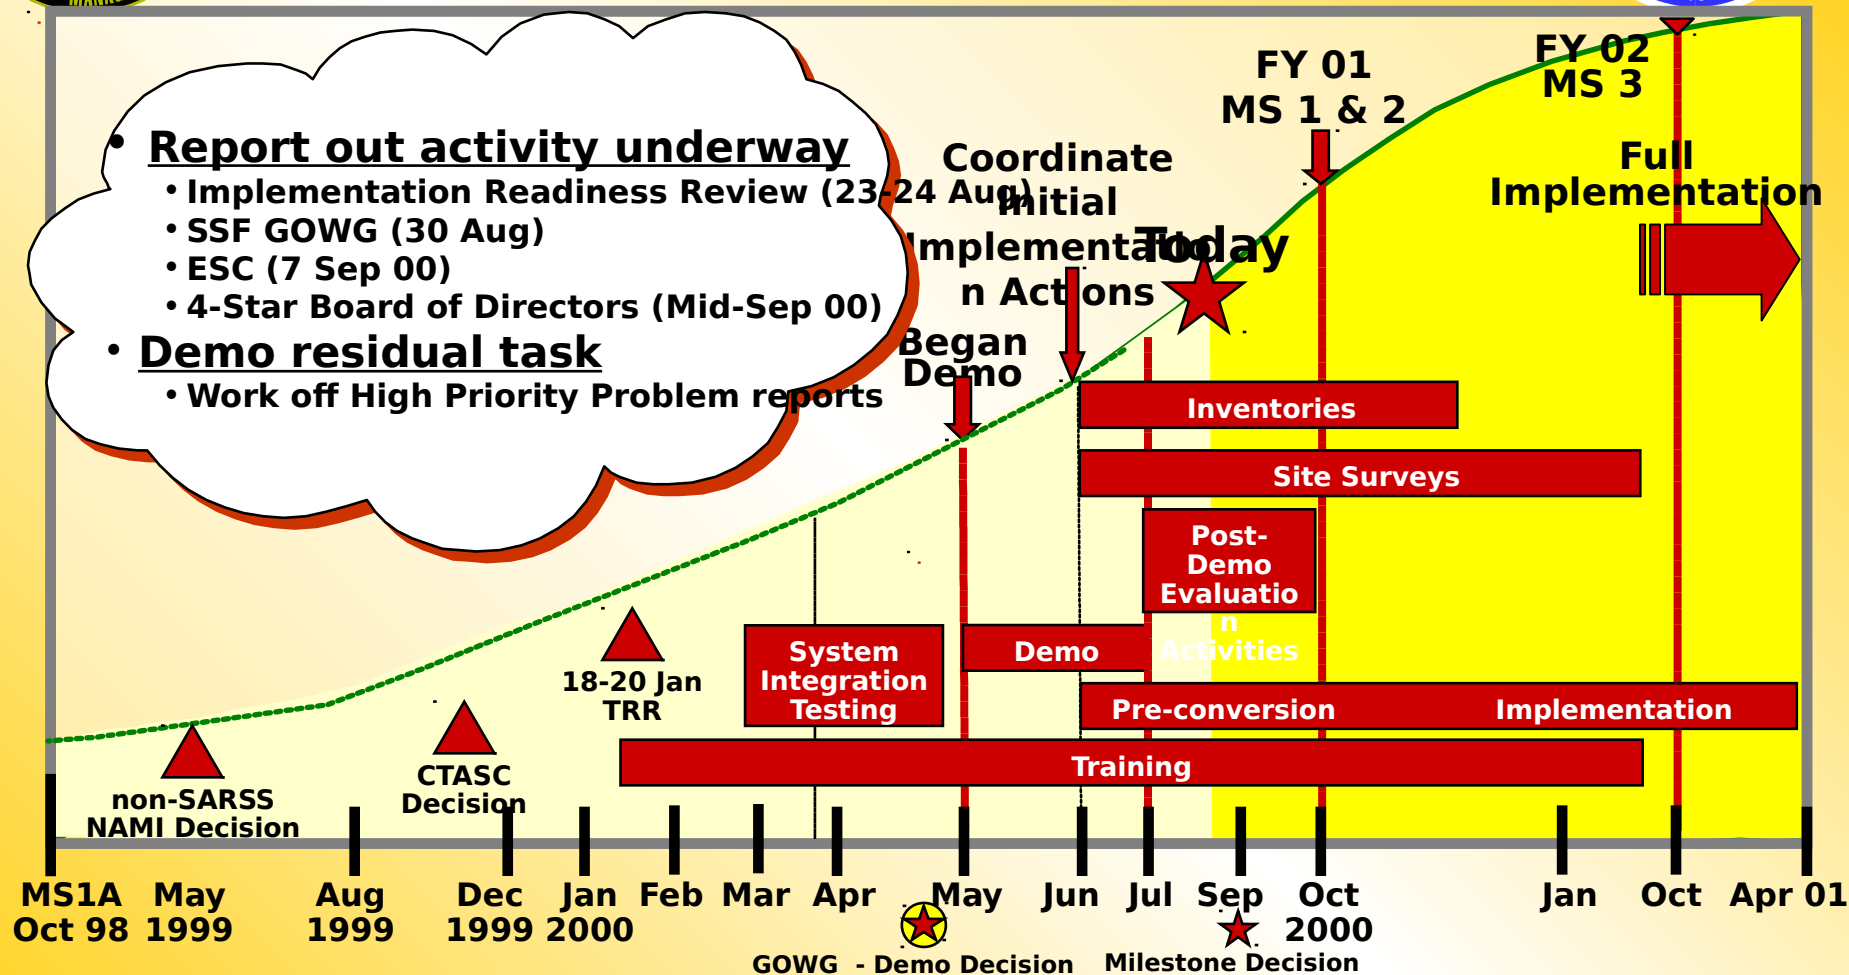 • Report out activity underway
• Implementation Readiness Review (23-24 Aug)
• SSF GOWG (30 Aug)
• ESC (7 Sep 00)
• 4-Star Board of Directors (Mid-Sep 00)
• Demo residual task
• Work off High Priority Problem reports
Coordinate
Initial
Implementatio
n Actions
Began
Demo
Today
FY 01
MS 1 & 2
FY 02
MS 3
Full
Implementation
Inventories
Site Surveys
Post-
Demo
Evaluatio
n
Activities
System
Integration
Testing
Demo
Pre-conversion Implementation
Training
18-20 Jan
TRR
CTASC
Decision
non-SARSS
NAMI Decision
MS1A May Aug Dec Jan Feb Mar Apr May Jun Jul Sep Oct Jan Oct Apr 01
Oct 98 1999 1999 1999 2000 2000
GOWG - Demo Decision Milestone Decision